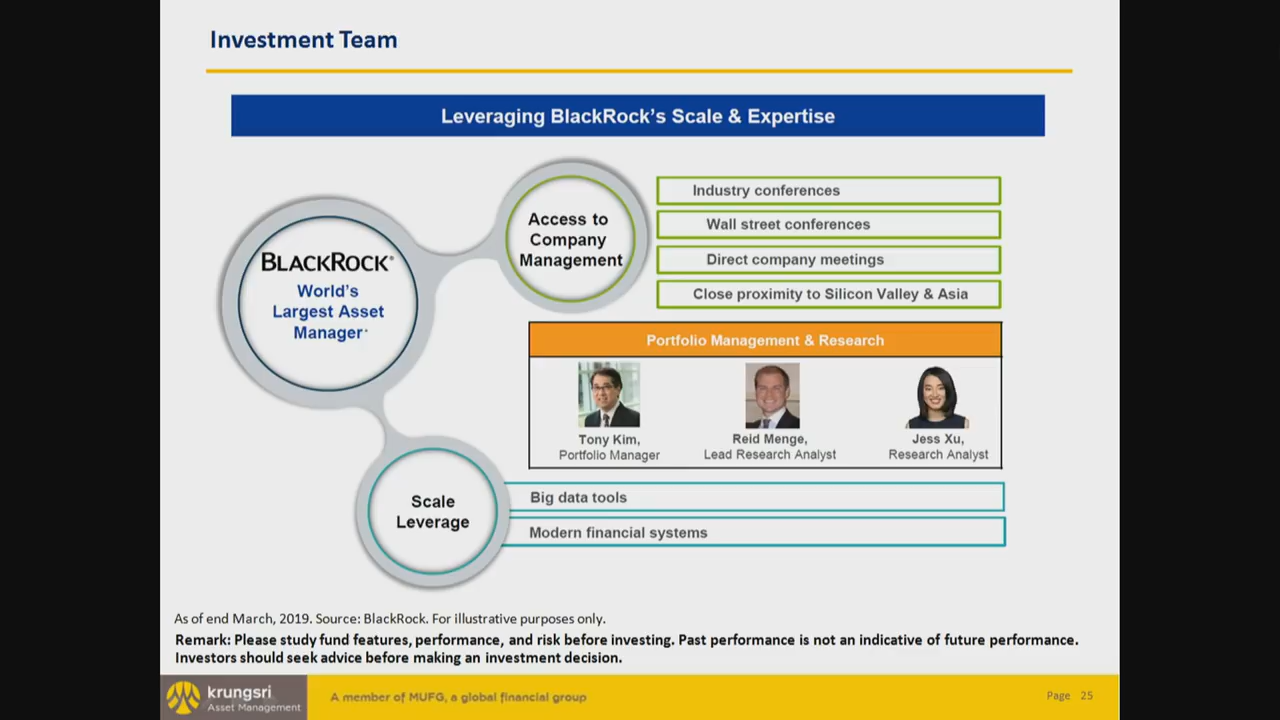 Investment Team
Leveraging BlackRock's Scale & Expertise
BLACKROCK®
World's
Largest Asset
Manager*
Access to
Company
Management
Industry conferences
Wall street conferences
Direct company meetings
Close proximity to Silicon Valley & Asia
Portfolio Management & Research
Tony Kim,
Portfolio Manager
Reid Menge,
Lead Research Analyst
Jess Xu,
Research Analyst
Scale
Leverage
Big data tools
Modern financial systems
As of end March, 2019. Source: BlackRock. For illustrative purposes only.
Remark: Please study fund features, performance, and risk before investing. Past performance is not an indicative of future performance.
Investors should seek advice before making an investment decision.
krungsri
Asset Management
A member of MUFG, a global financial group
Page 25